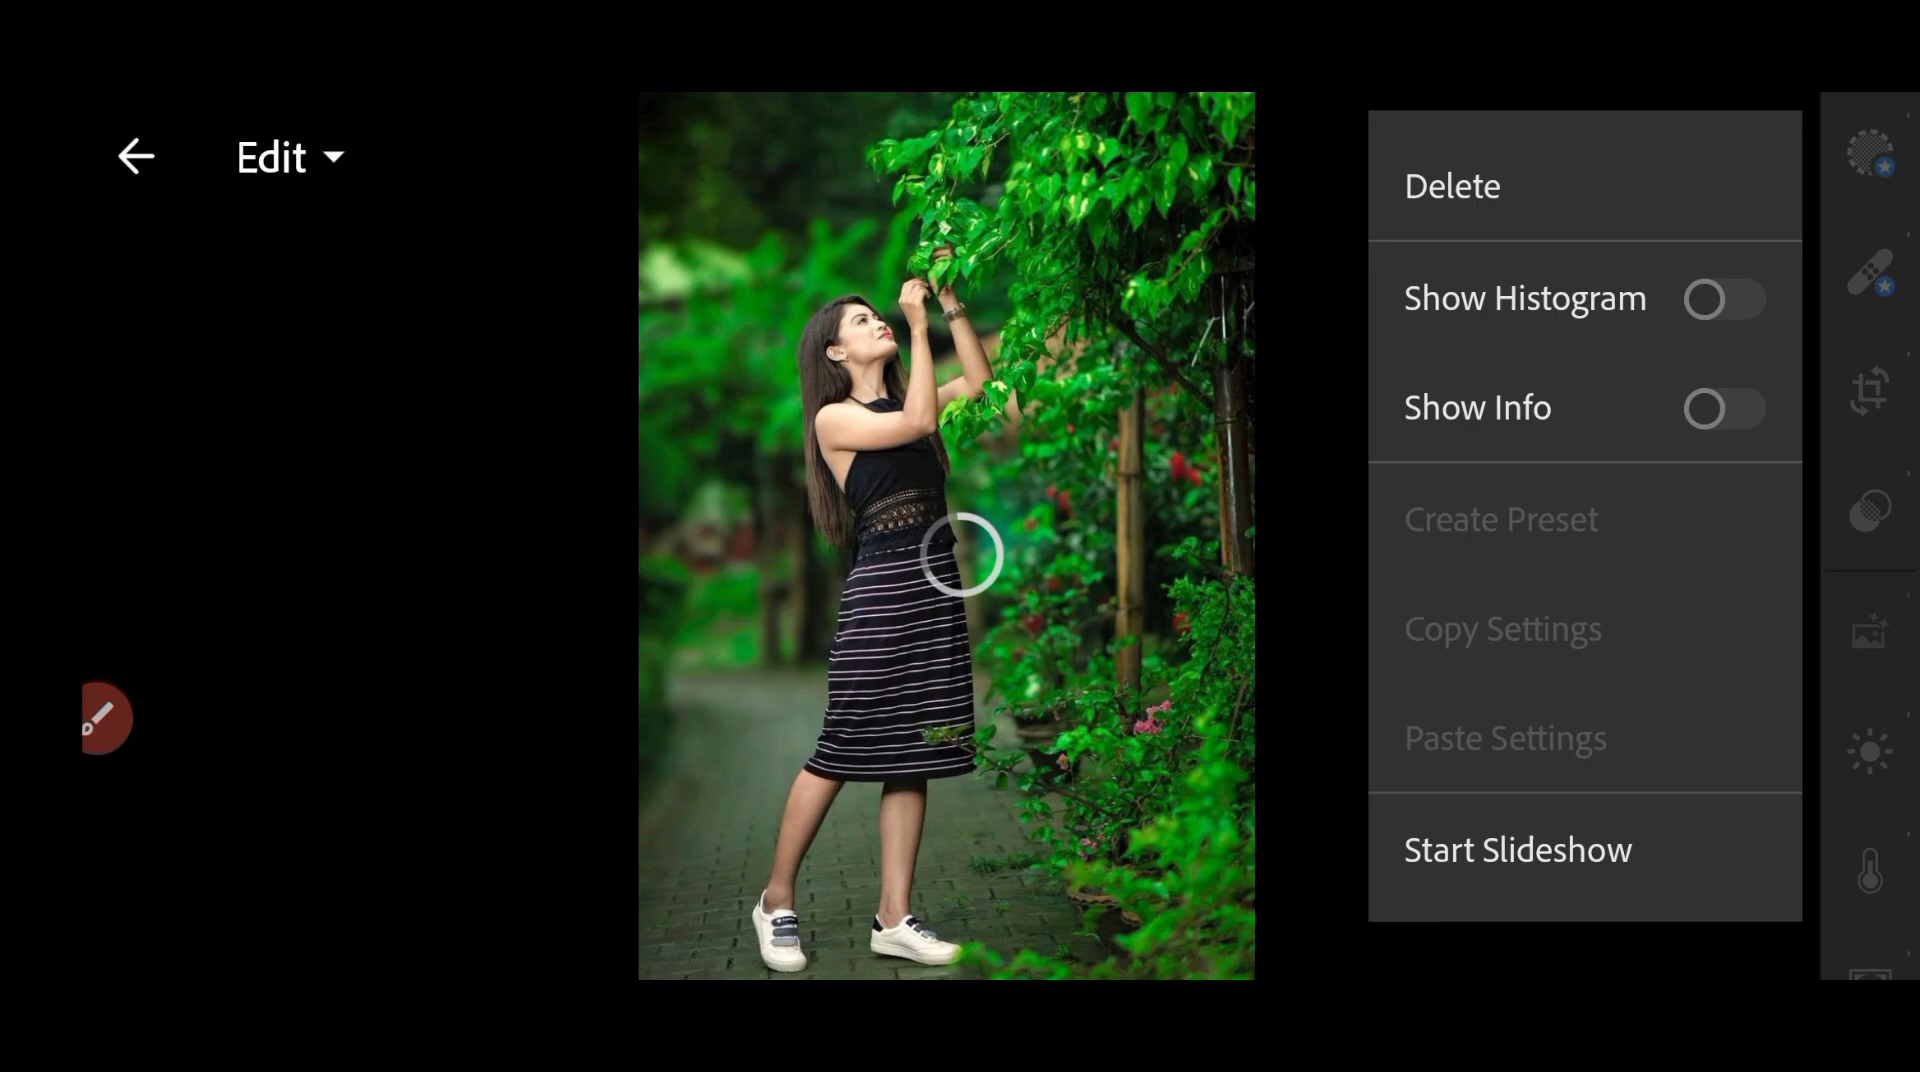 Edit
Delete
Show Histogram
Show Info
Create Preset
Copy Settings
Paste Settings
Start Slideshow